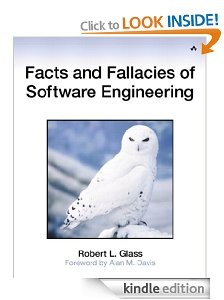 Click to
LOOK INSIDE!
Facts and Fallacies of
Software Engineering
Robert L. Glass
Foreword by Alan M. Davis
kindle edition